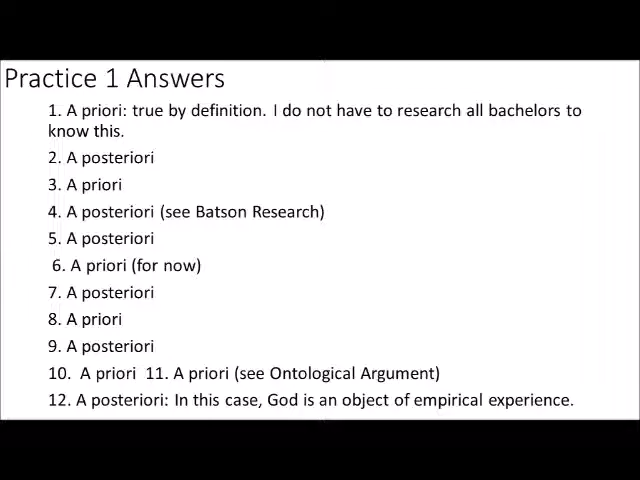 Practice 1 Answers
1. A priori: true by definition. I do not have to research all bachelors to
know this.
2. A posteriori
3. A priori
4. A posteriori (see Batson Research)
5. A posteriori
6. A priori (for now)
7. A posteriori
8. A priori
9. A posteriori
10. A priori 11. A priori (see Ontological Argument)
12. A posteriori: In this case, God is an object of empirical experience.